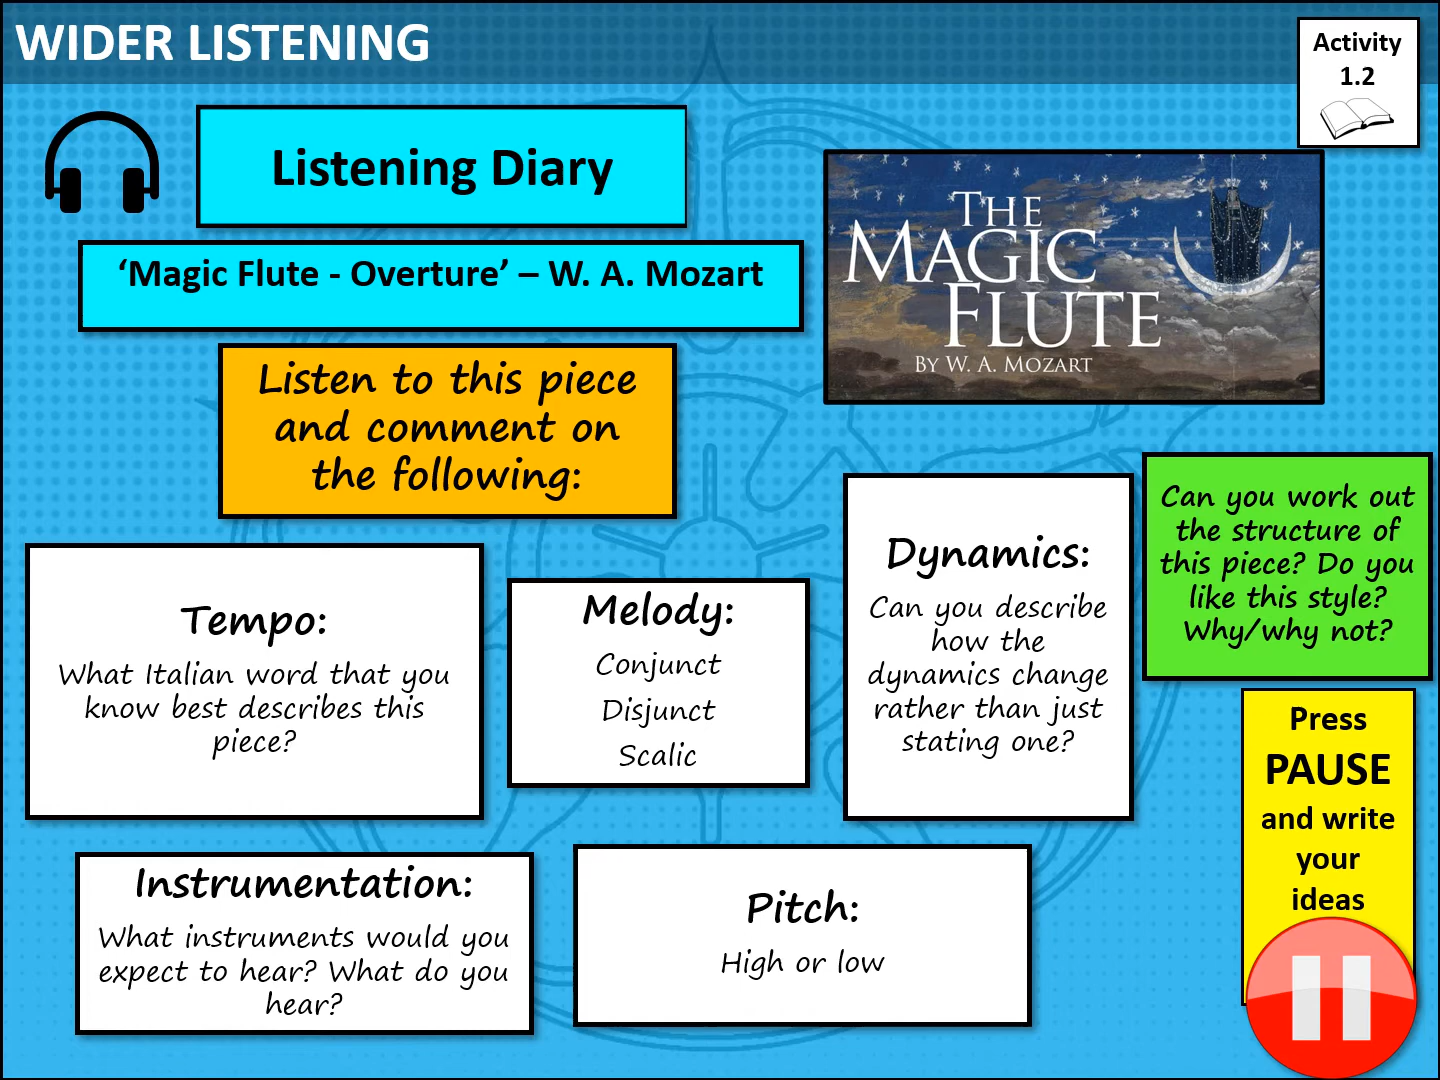 WIDER LISTENING
Activity
1.2
Listening Diary
‘Magic Flute - Overture’ – W. A. Mozart
THE
MAGIC
FLUTE
BY W. A. MOZART
Listen to this piece
and comment on
the following:
Tempo:
What Italian word that you
know best describes this
piece?
Melody:
Conjunct
Disjunct
Scalic
Dynamics:
Can you describe
how the
dynamics change
rather than just
stating one?
Can you work out
the structure of
this piece? Do you
like this style?
Why/why not?
Instrumentation:
What instruments would you
expect to hear? What do you
hear?
Pitch:
High or low
Press
PAUSE
and write
your
ideas